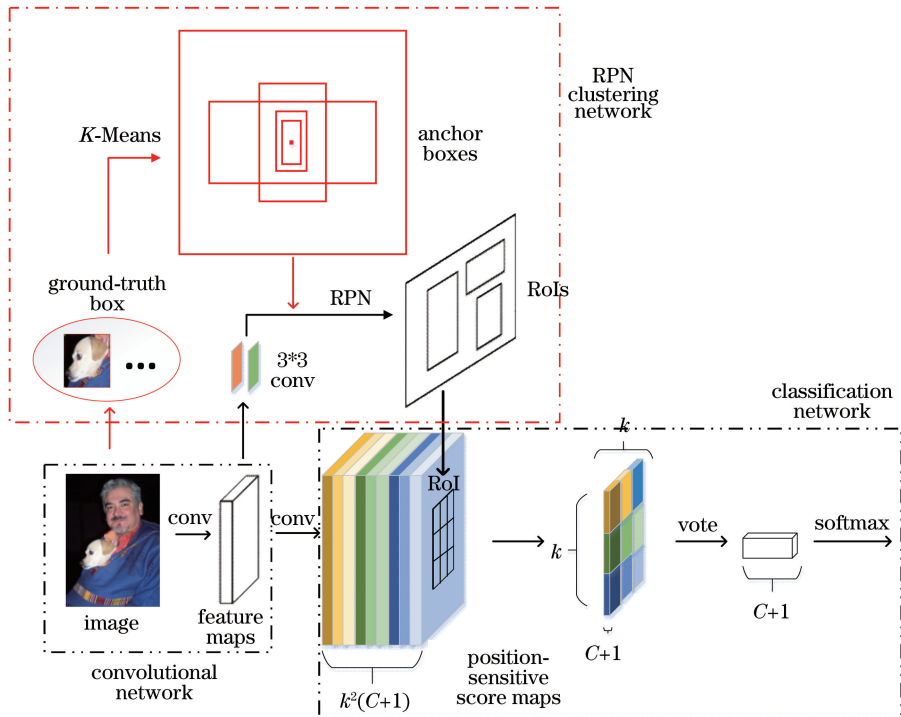 RPN
clustering
network
K-Means
anchor
boxes
ground-truth
box
RPN
RoIs
3*3
conv
classification
network
k
RoI
conv
conv
k
vote
softmax
image
feature
maps
C+1
C+1
convolutional
network
k²(C+1)
position-
sensitive
score maps